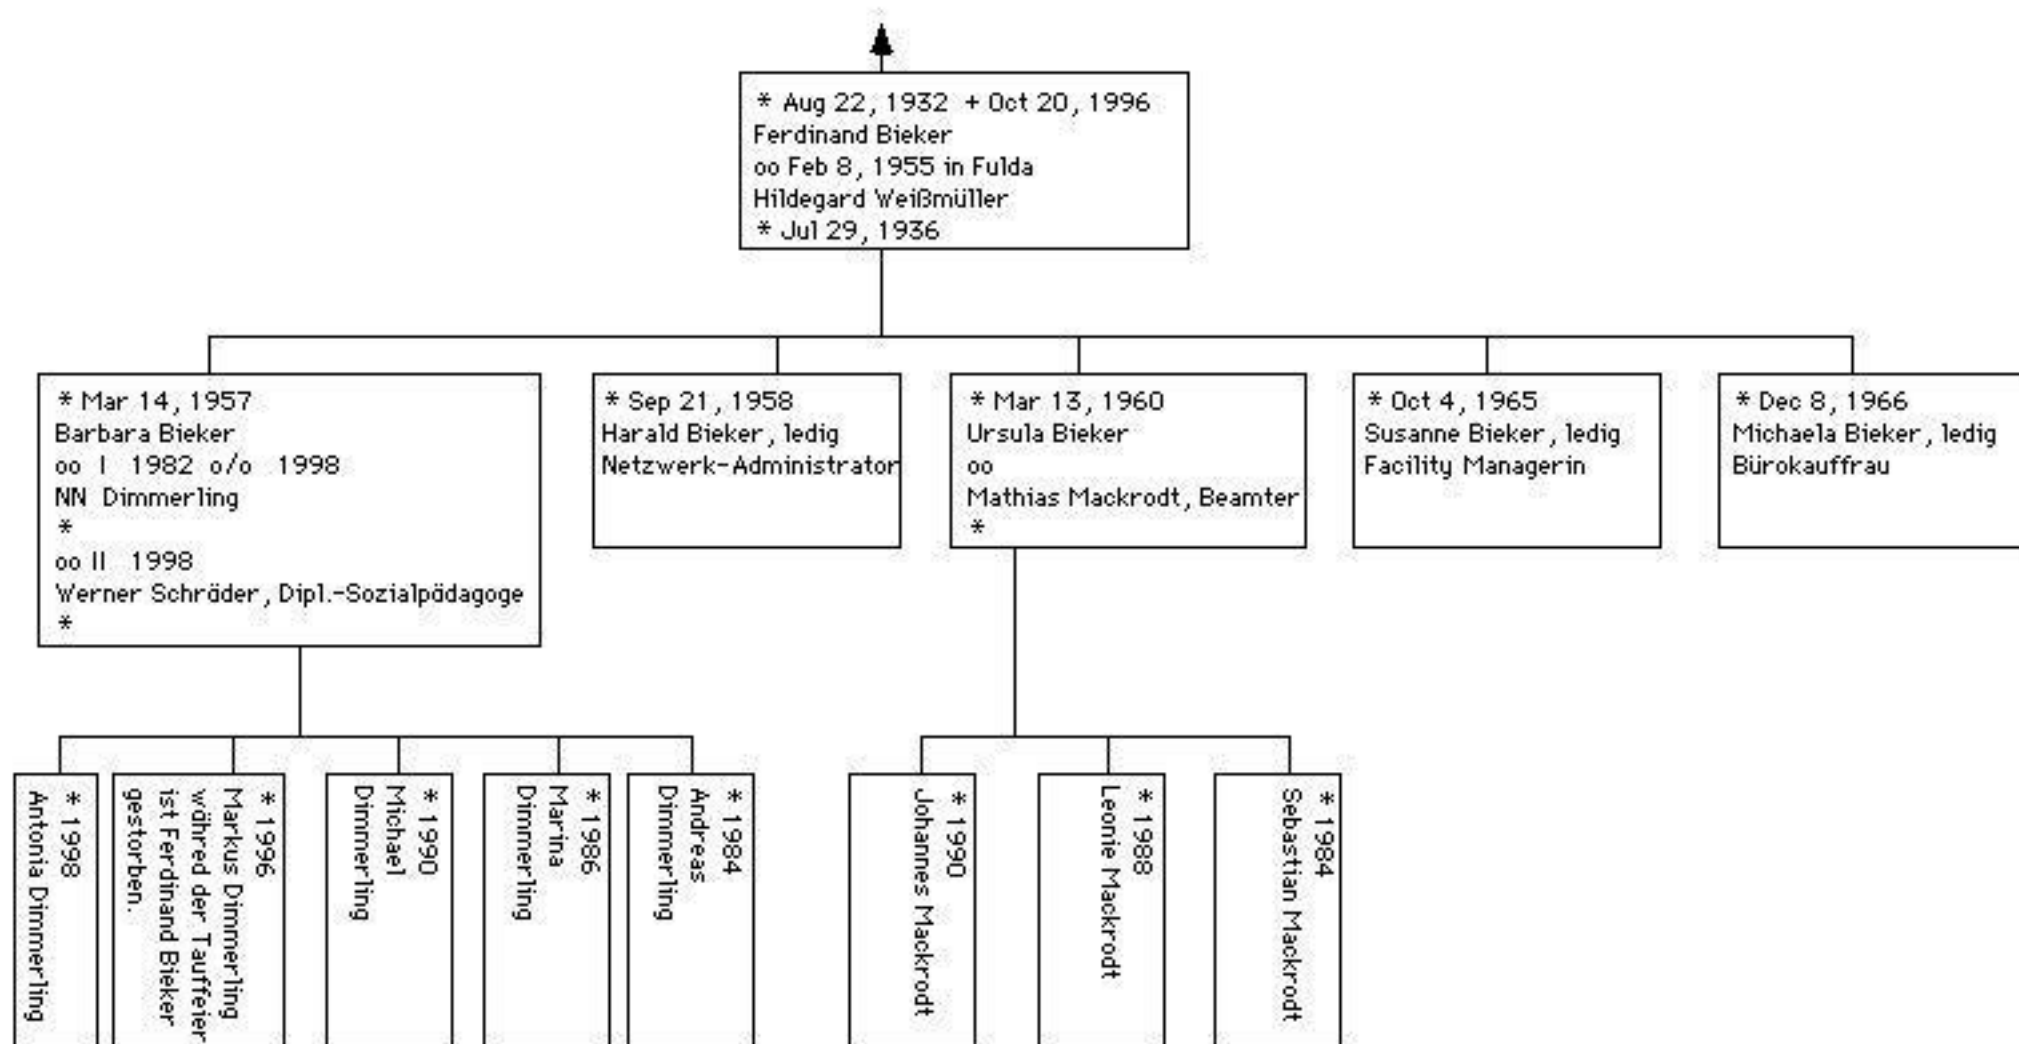 * Aug 22, 1932 + Oct 20, 1996
Ferdinand Bieker
oo Feb 8, 1955 in Fulda
Hildegard Weißmüller
* Jul 29, 1936
* Mar 14, 1957
Barbara Bieker
oo I 1982 o/o 1998
NN Dimmerling
*
oo II 1998
Werner Schräder, Dipl.-Sozialpädagoge
*
* Sep 21, 1958
Harald Bieker, ledig
Netzwerk-Administrator
* Mar 13, 1960
Ursula Bieker
oo
Mathias Mackrodt, Beamter
*
* Oct 4, 1965
Susanne Bieker, ledig
Facility Managerin
* Dec 8, 1966
Michaela Bieker, ledig
Bürokauffrau
* 1998
Antonia Dimmerling
* 1996
Markus Dimmerling
währed der Tauffeier
ist Ferdinand Bieker
gestorben.
* 1990
Michael
Dimmerling
* 1986
Marina
Dimmerling
* 1984
Andreas
Dimmerling
* 1990
Johannes Mackrodt
* 1988
Leonie Mackrodt
* 1984
Sebastian Mackrodt